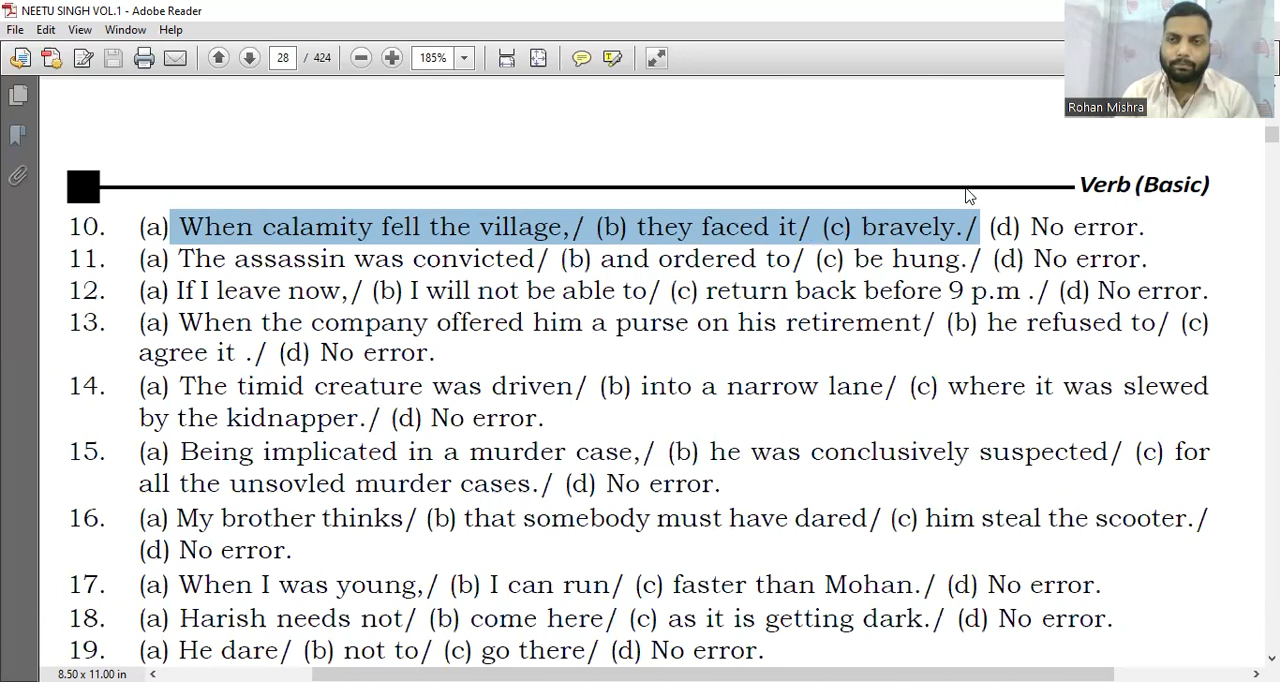 NEETU SINGH VOL.1 - Adobe Reader
File Edit View Window Help
28 / 424 185%
Rohan Mishra
Verb (Basic)
10. (a) When calamity fell the village,/ (b) they faced it/ (c) bravely./ (d) No error.
11. (a) The assassin was convicted/ (b) and ordered to/ (c) be hung./ (d) No error.
12. (a) If I leave now,/ (b) I will not be able to/ (c) return back before 9 p.m ./ (d) No error.
13. (a) When the company offered him a purse on his retirement/ (b) he refused to/ (c)
agree it ./ (d) No error.
14. (a) The timid creature was driven/ (b) into a narrow lane/ (c) where it was slewed
by the kidnapper./ (d) No error.
15. (a) Being implicated in a murder case,/ (b) he was conclusively suspected/ (c) for
all the unsovled murder cases./ (d) No error.
16. (a) My brother thinks/ (b) that somebody must have dared/ (c) him steal the scooter./
(d) No error.
17. (a) When I was young,/ (b) I can run/ (c) faster than Mohan./ (d) No error.
18. (a) Harish needs not/ (b) come here/ (c) as it is getting dark./ (d) No error.
19. (a) He dare/ (b) not to/ (c) go there/ (d) No error.
8.50 x 11.00 in